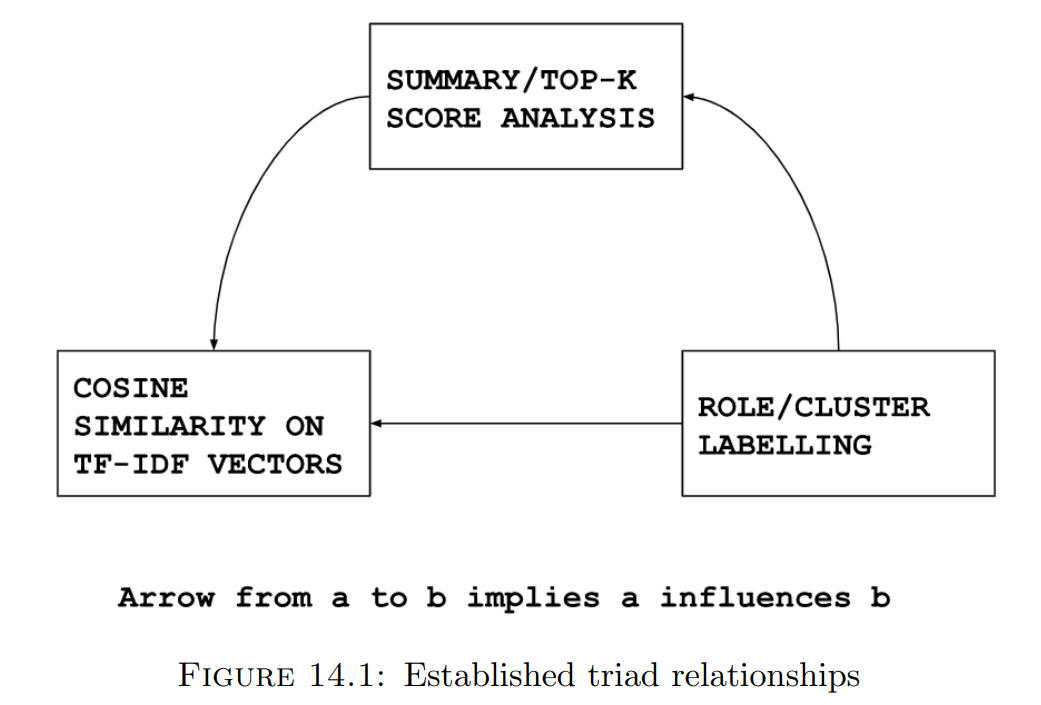 SUMMARY/TOP-K
SCORE ANALYSIS
COSINE
SIMILARITY ON
TF-IDF VECTORS
ROLE/CLUSTER
LABELLING
Arrow from a to b implies a influences b
FIGURE 14.1: Established triad relationships